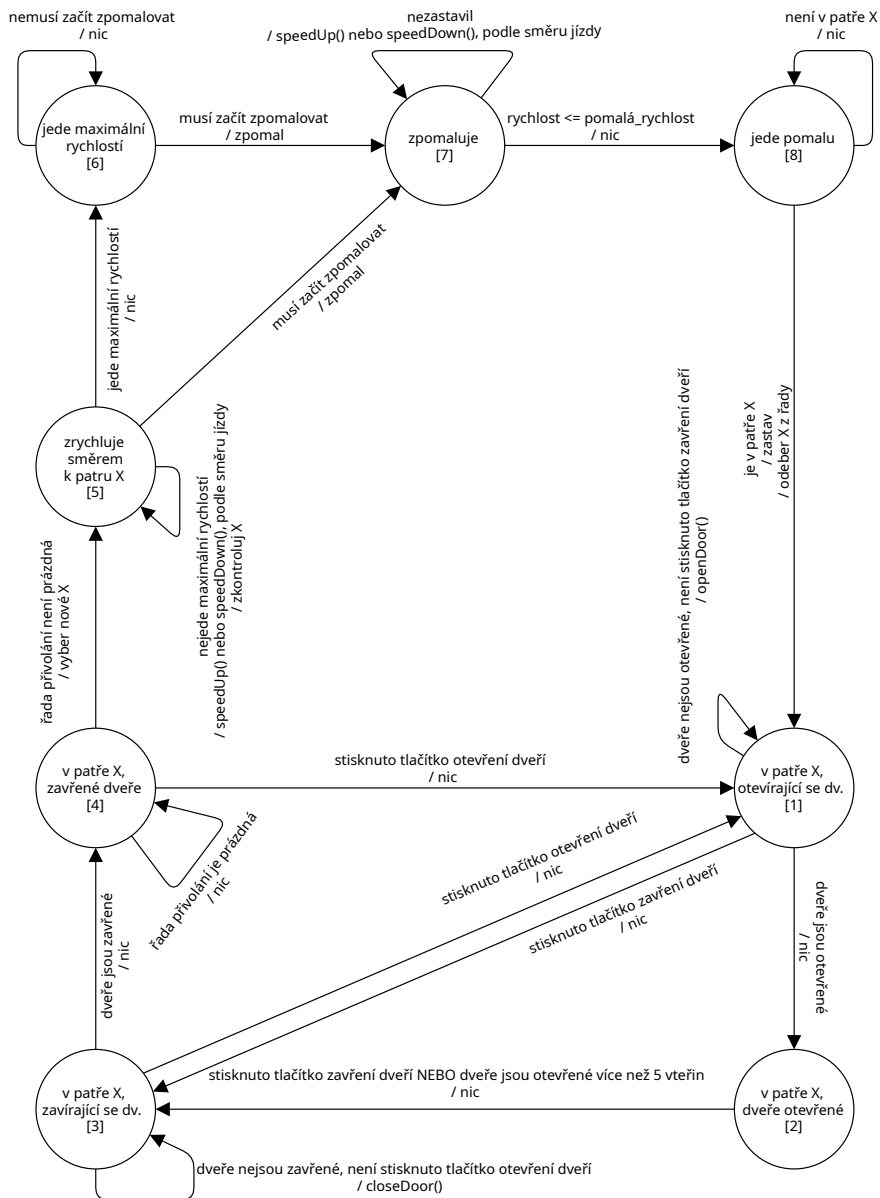 nemusí začít zpomalovat
/ nic
nezastavil
/ speedUp() nebo speedDown(), podle směru jízdy
není v patře X
/ nic
jede maximální
rychlostí
[6]
musí začít zpomalovat
/ zpomal
zpomaluje
[7]
rychlost <= pomalá_rychlost
/ nic
jede pomalu
[8]
jede maximální rychlostí
/ nic
musí začít zpomalovat
/ zpomal
je v patře X
/ zastav
/ odeber X z řady
zrychluje
směrem
k patru X
[5]
nejede maximální rychlostí
/ speedUp() nebo speedDown(), podle směru jízdy
/ zkontroluj X
dveře nejsou otevřené, není stisknuto tlačítko zavření dveří
/ openDoor()
řada přivolání není prázdná
/ vyber nové X
v patře X,
zavřené dveře
[4]
stisknuto tlačítko otevření dveří
/ nic
v patře X,
otevírající se dv.
[1]
řada přivolání je prázdná
/ nic
stisknuto tlačítko otevření dveří
/ nic
stisknuto tlačítko zavření dveří
/ nic
dveře jsou zavřené
/ nic
dveře jsou otevřené
/ nic
v patře X,
zavírající se dv.
[3]
stisknuto tlačítko zavření dveří NEBO dveře jsou otevřené více než 5 vteřin
/ nic
v patře X,
dveře otevřené
[2]
dveře nejsou zavřené, není stisknuto tlačítko otevření dveří
/ closeDoor()